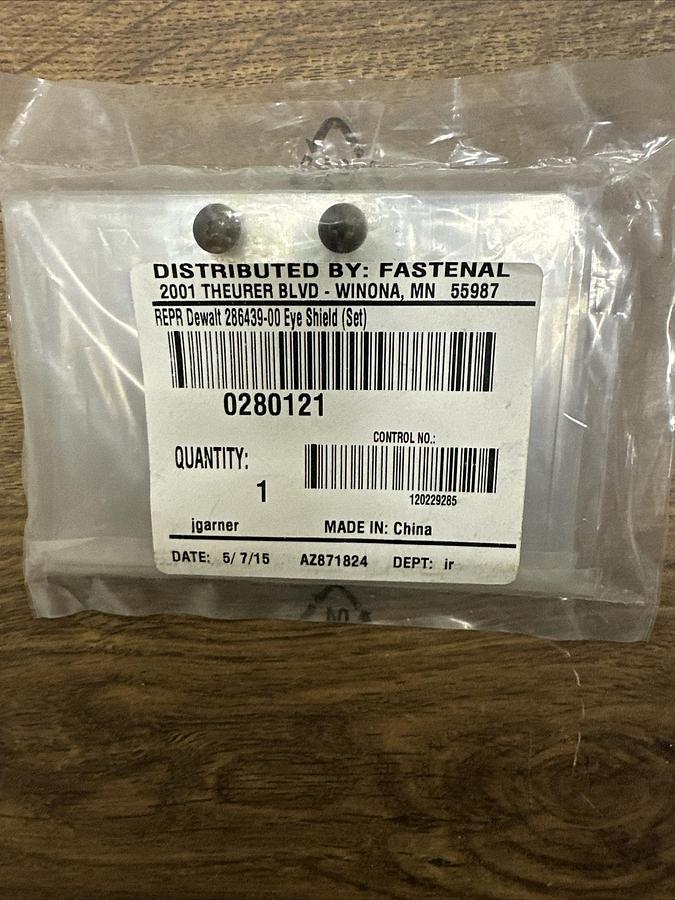 DISTRIBUTED BY: FASTENAL
2001 THEURER BLVD - WINONA, MN 55987
REPR Dewalt 286439-00 Eye Shield (Set)
0280121
CONTROL NO.:
QUANTITY:
1
120229285
jgarner MADE IN: China
DATE: 5/ 7/15 AZ871824 DEPT: ir